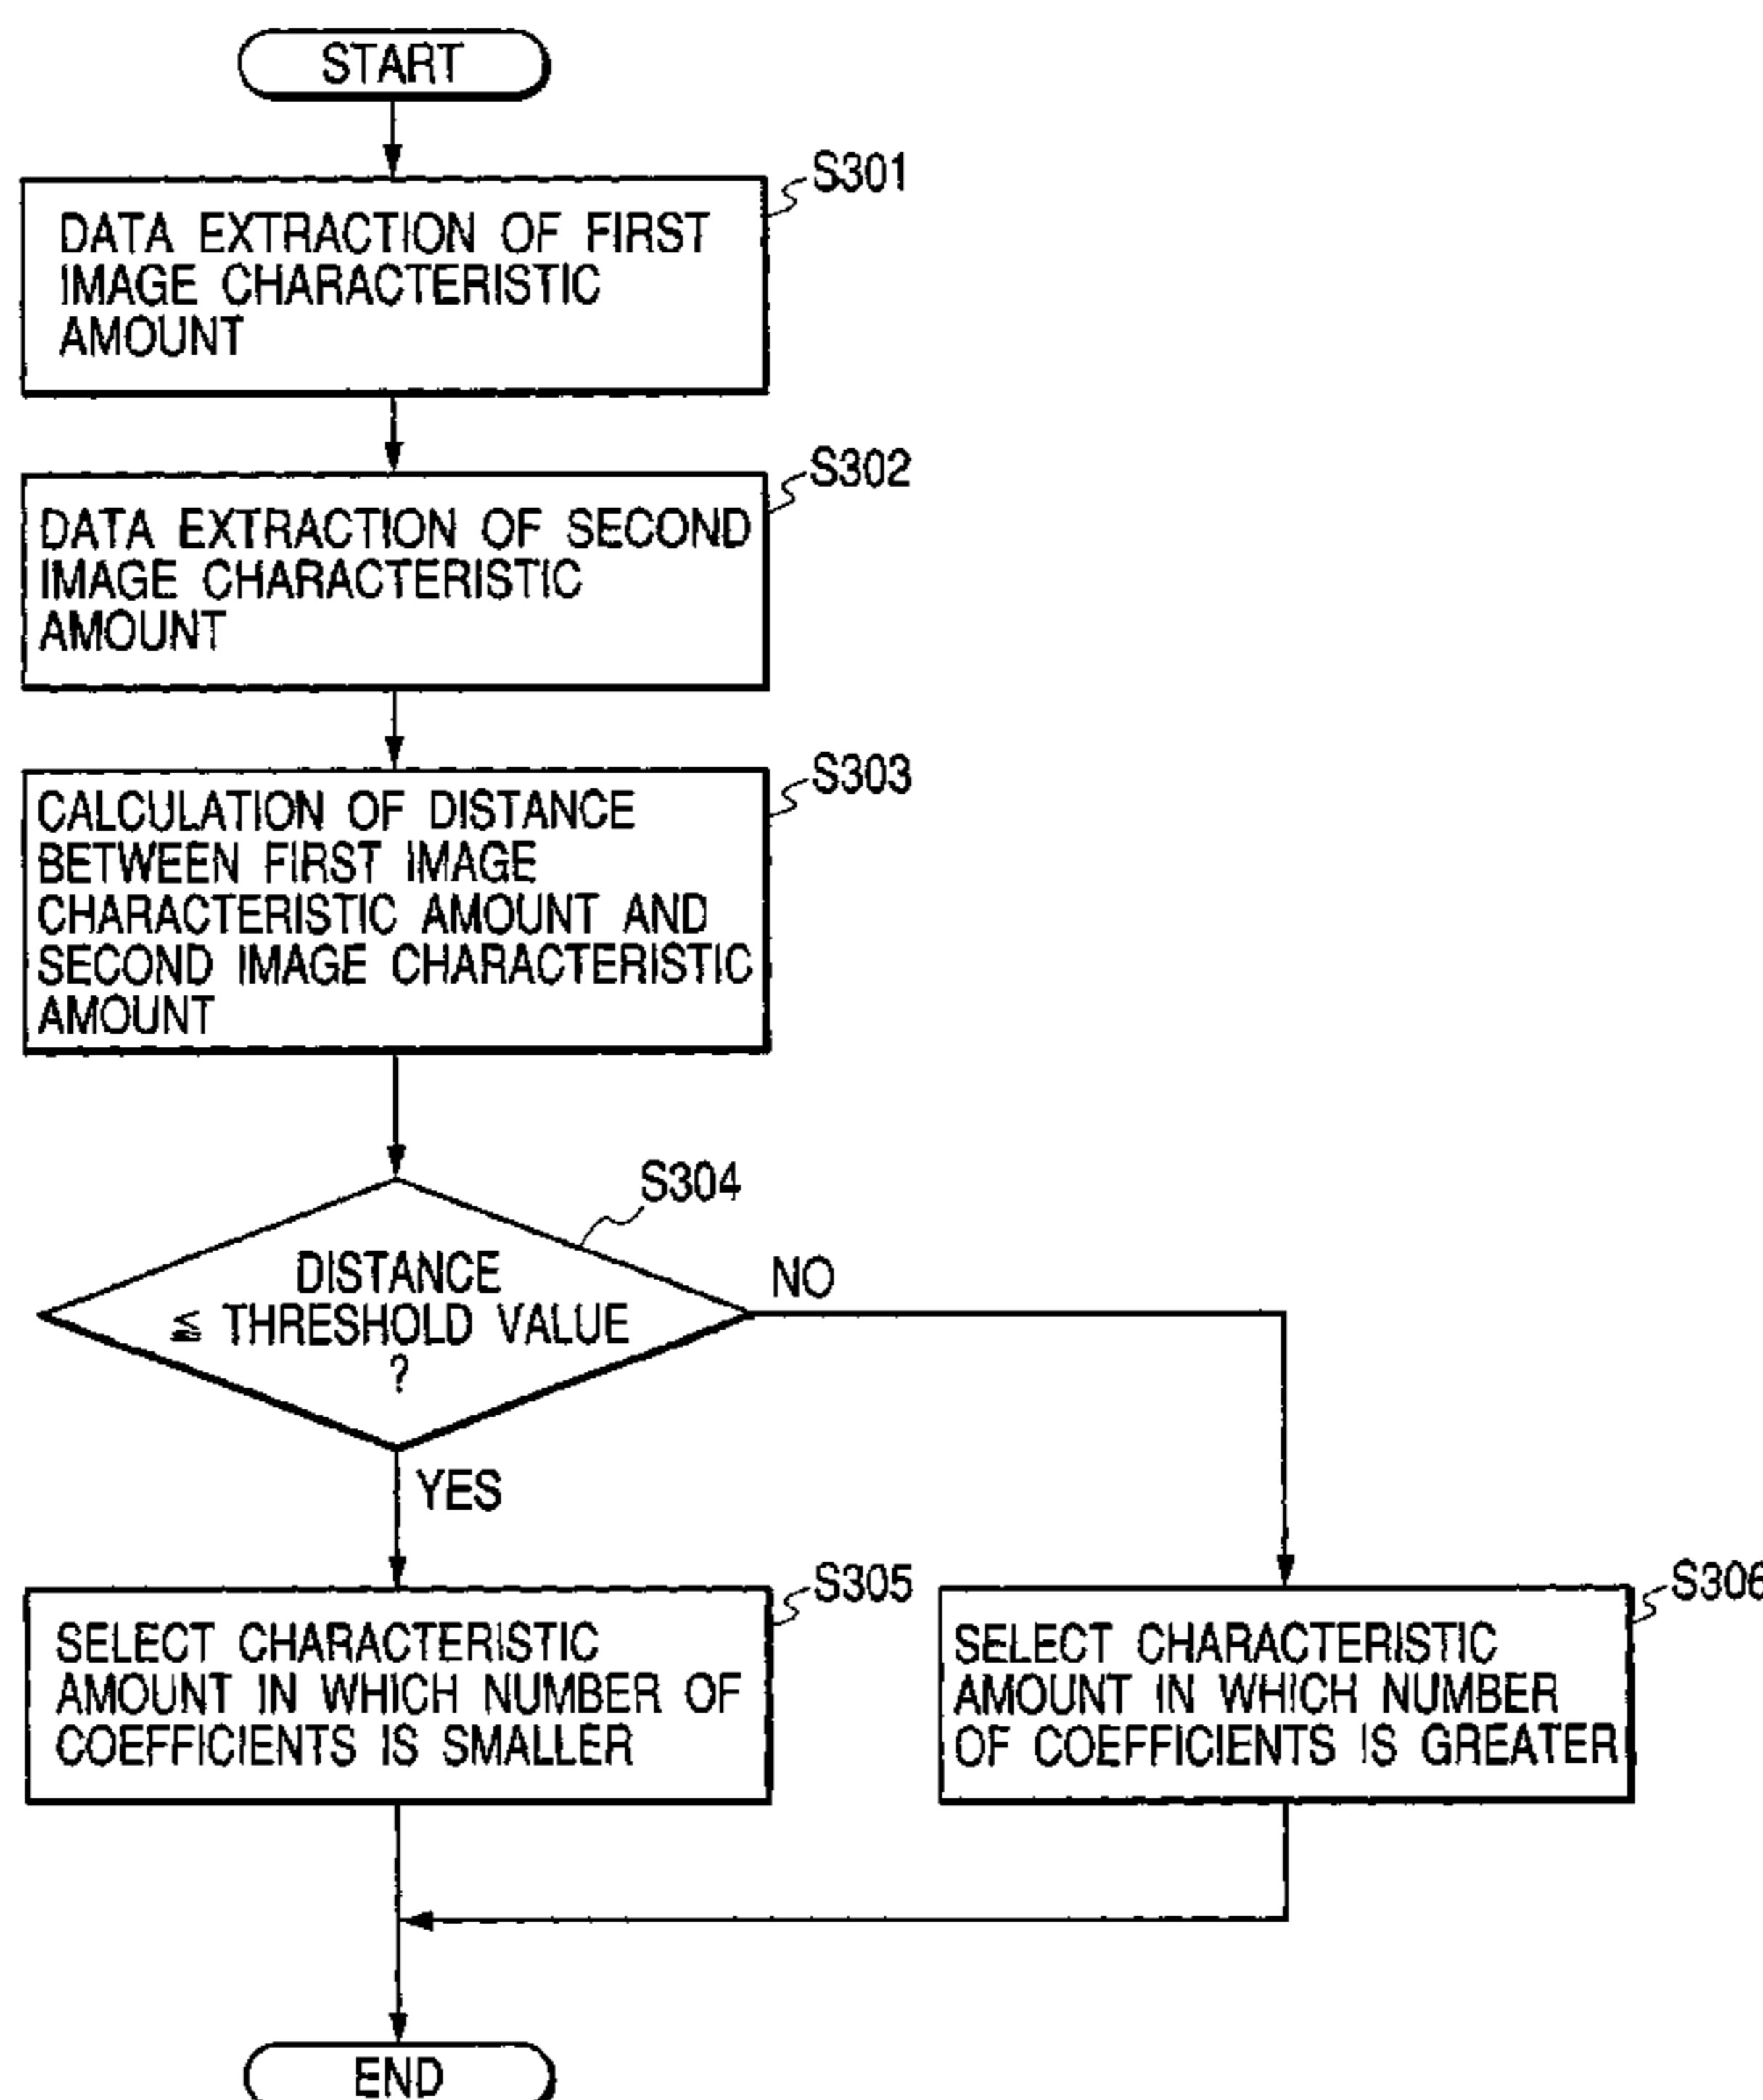 START
S301
DATA EXTRACTION OF FIRST
IMAGE CHARACTERISTIC
AMOUNT
S302
DATA EXTRACTION OF SECOND
IMAGE CHARACTERISTIC
AMOUNT
S303
CALCULATION OF DISTANCE
BETWEEN FIRST IMAGE
CHARACTERISTIC AMOUNT AND
SECOND IMAGE CHARACTERISTIC
AMOUNT
S304
DISTANCE
≦ THRESHOLD VALUE
?
NO
YES
S305
SELECT CHARACTERISTIC
AMOUNT IN WHICH NUMBER OF
COEFFICIENTS IS SMALLER
S306
SELECT CHARACTERISTIC
AMOUNT IN WHICH NUMBER
OF COEFFICIENTS IS GREATER
END